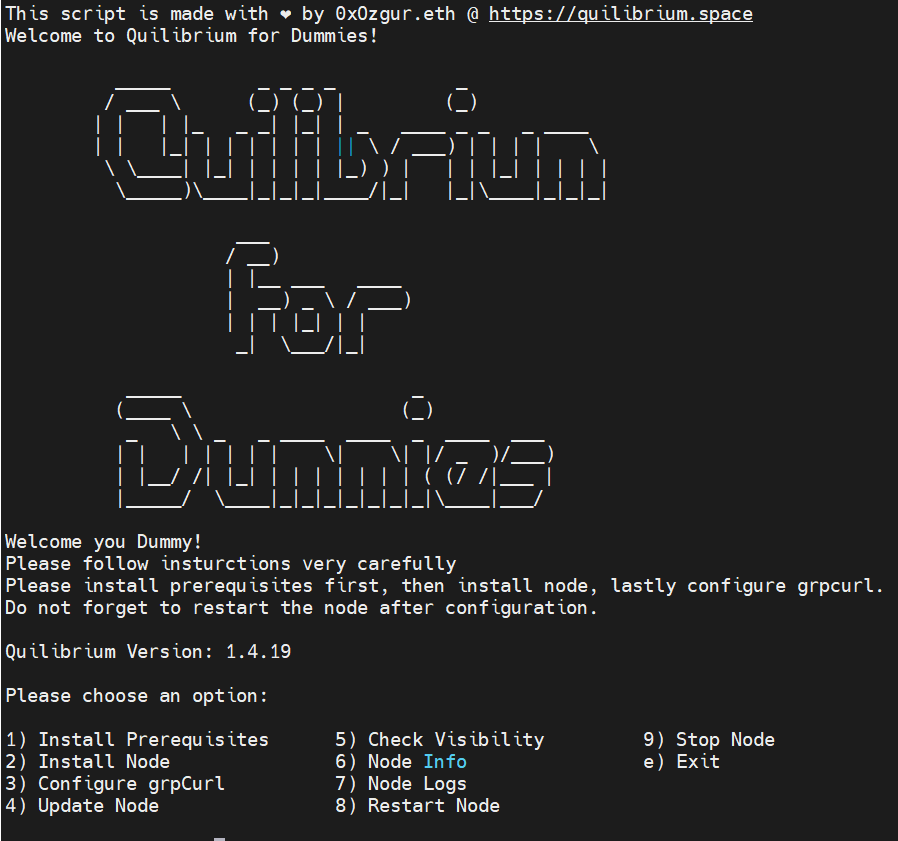 This script is made with ❤ by 0xOzgur.eth @ https://quilibrium.space
Welcome to Quilibrium for Dummies!
Quilibrium
For
Dummies
Welcome you Dummy!
Please follow insturctions very carefully
Please install prerequisites first, then install node, lastly configure grpcurl.
Do not forget to restart the node after configuration.
Quilibrium Version: 1.4.19
Please choose an option:
1) Install Prerequisites 5) Check Visibility 9) Stop Node
2) Install Node 6) Node Info e) Exit
3) Configure grpCurl 7) Node Logs
4) Update Node 8) Restart Node